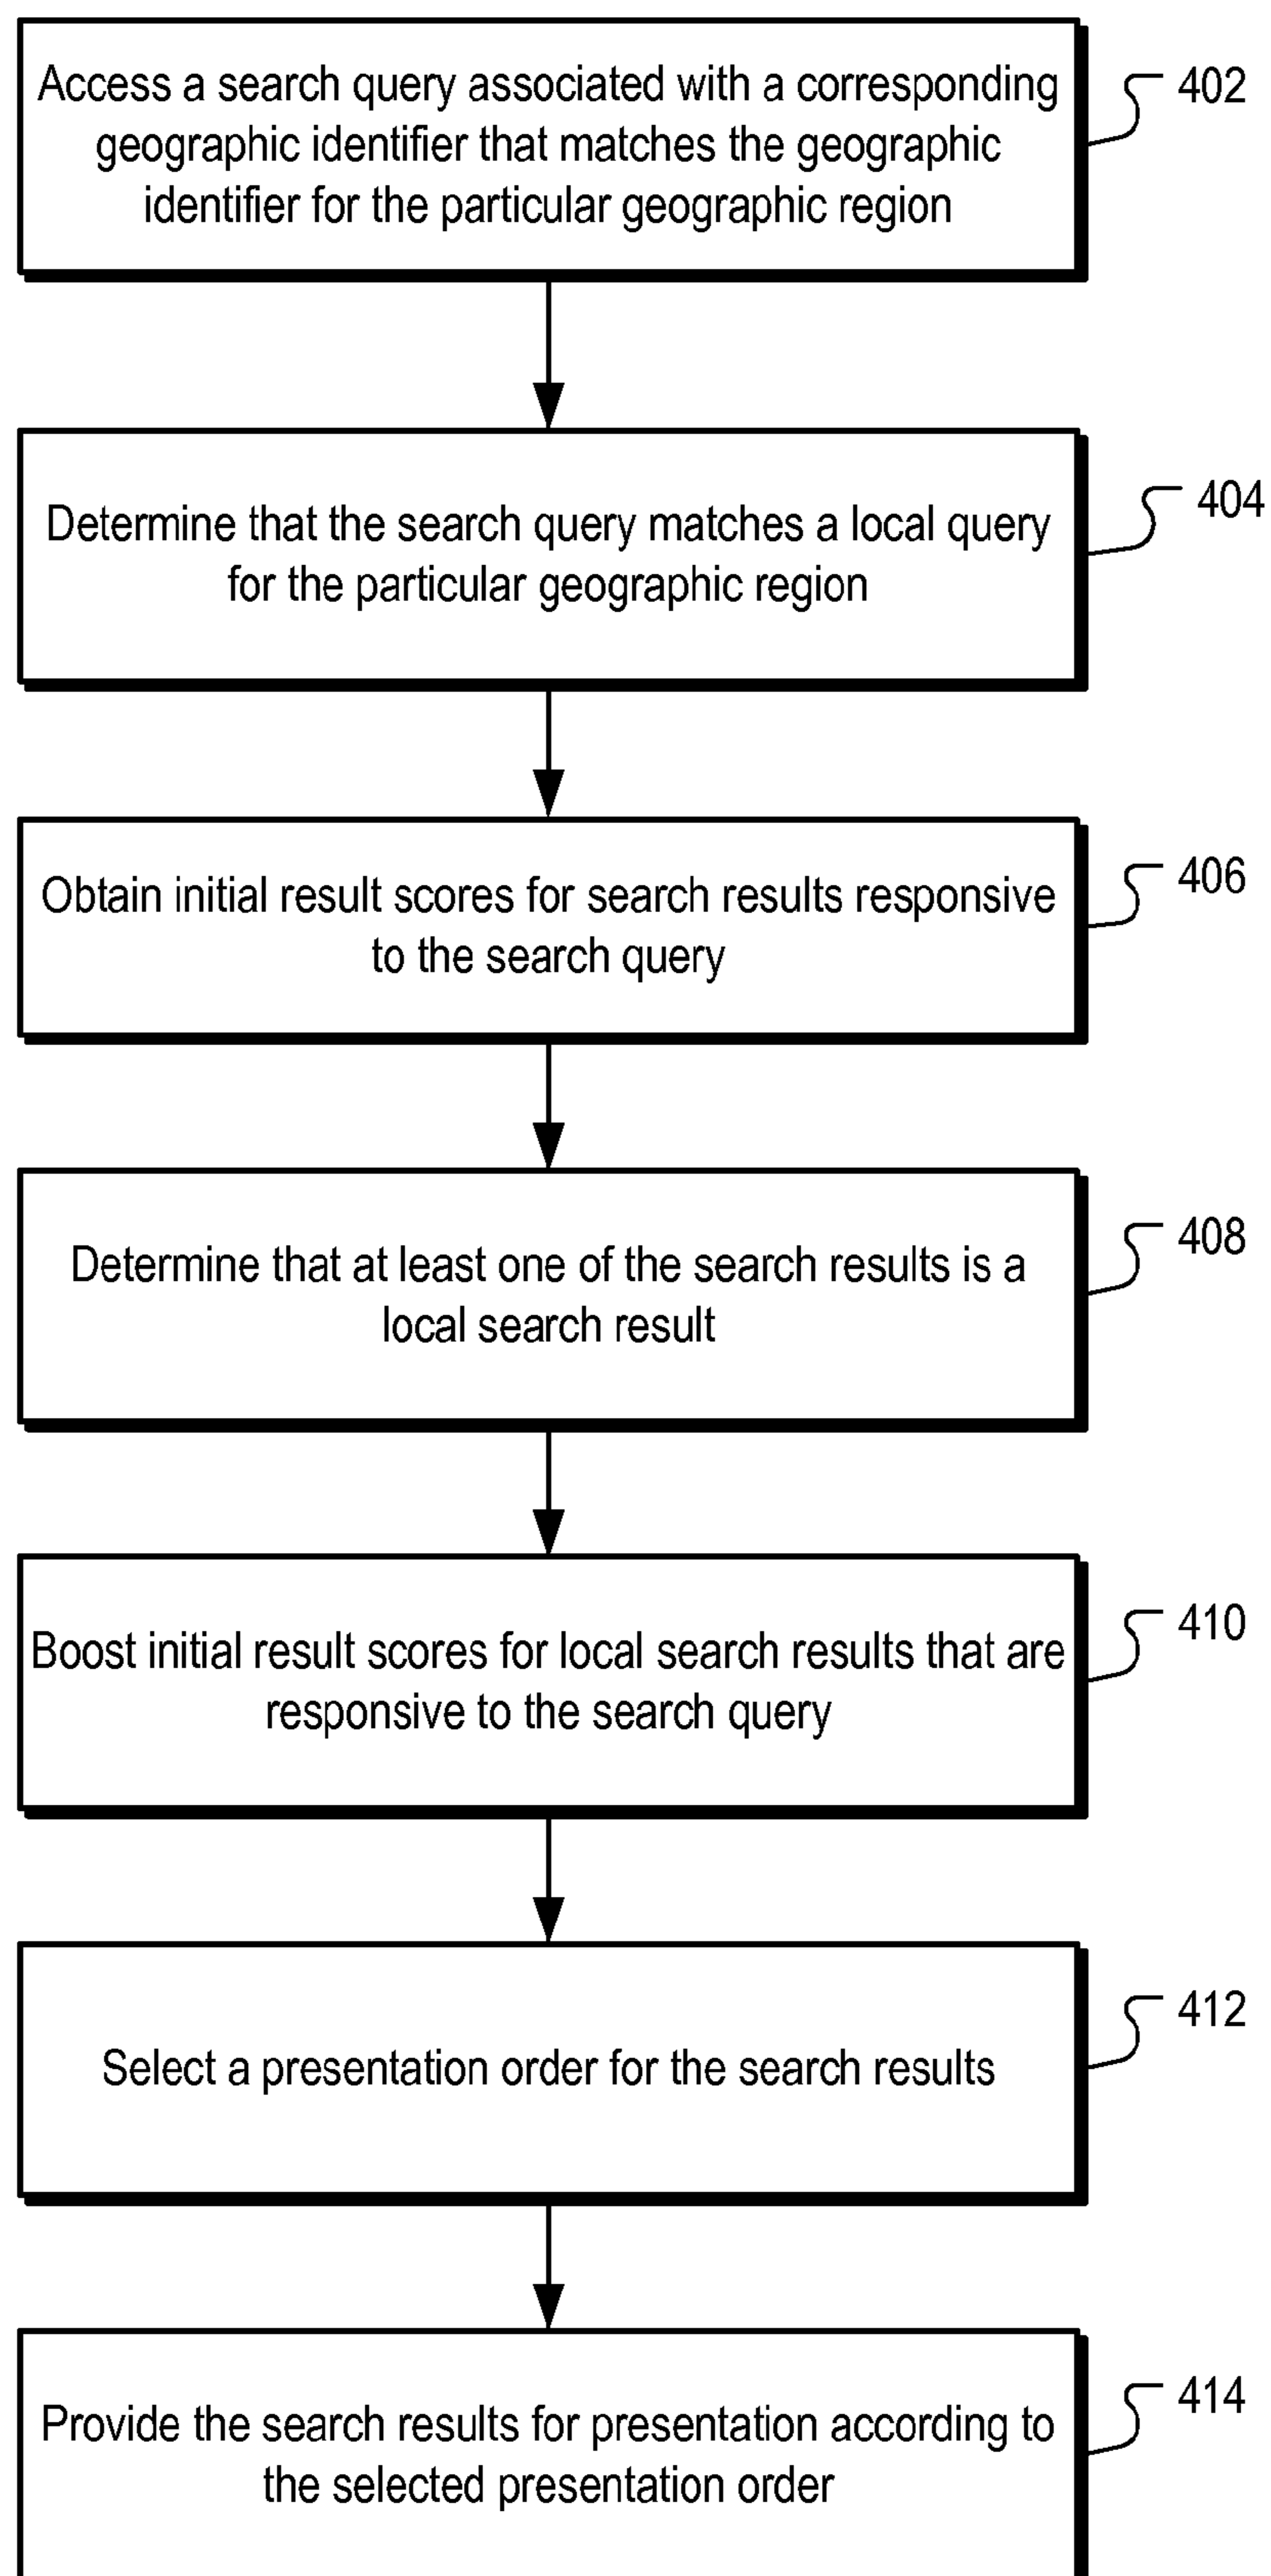 Access a search query associated with a corresponding
geographic identifier that matches the geographic
identifier for the particular geographic region
402
Determine that the search query matches a local query
for the particular geographic region
404
Obtain initial result scores for search results responsive
to the search query
406
Determine that at least one of the search results is a
local search result
408
Boost initial result scores for local search results that are
responsive to the search query
410
Select a presentation order for the search results
412
Provide the search results for presentation according to
the selected presentation order
414